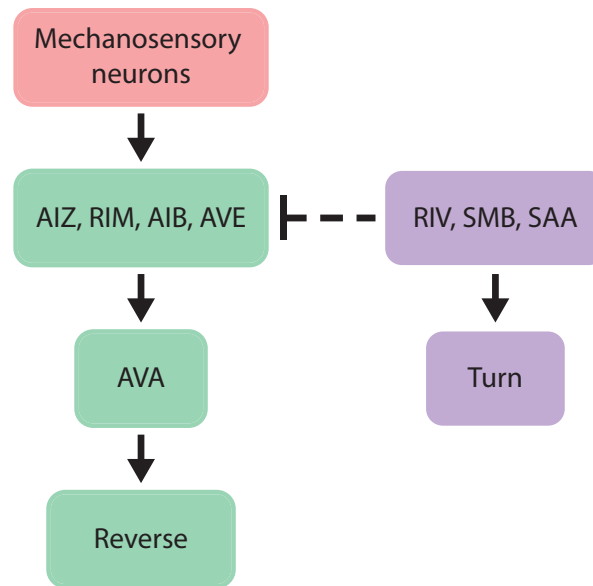 Mechanosensory
neurons
AIZ, RIM, AIB, AVE
RIV, SMB, SAA
AVA
Turn
Reverse